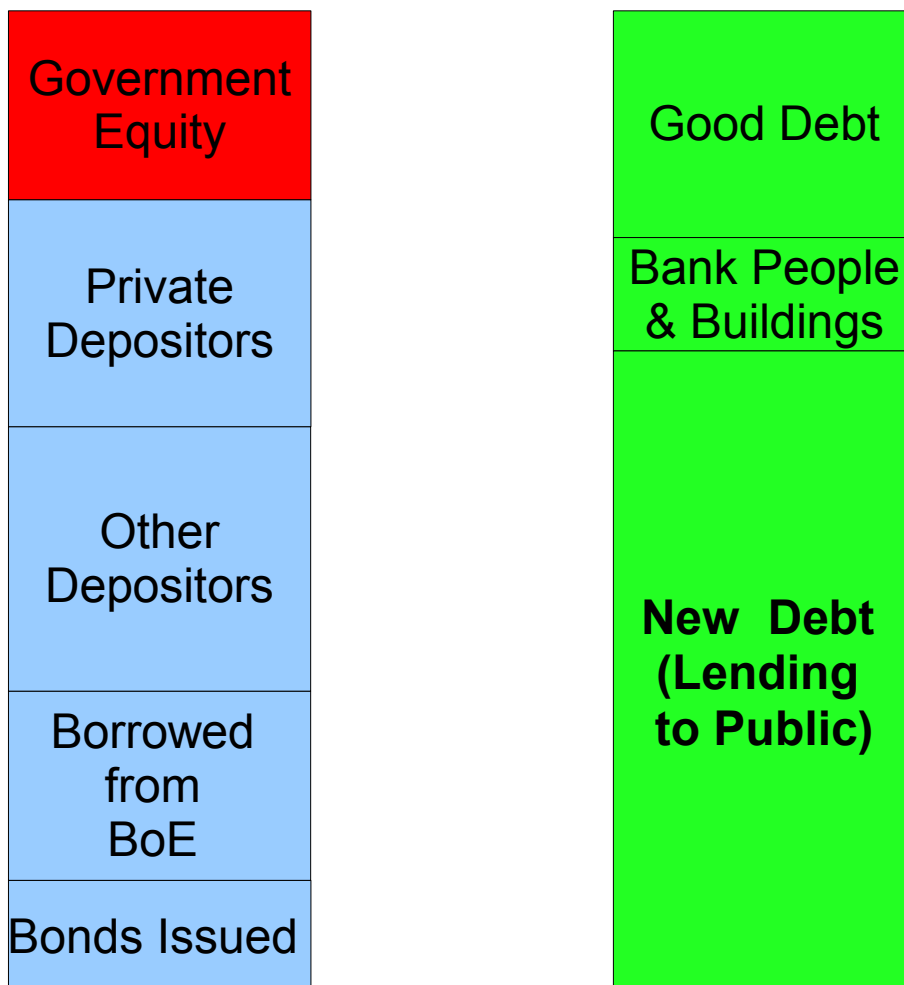 Government
Equity
Private
Depositors
Other
Depositors
Borrowed
from
BoE
Bonds Issued
Good Debt
Bank People
& Buildings
New Debt
(Lending
to Public)